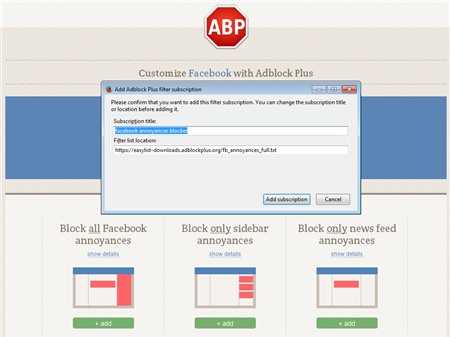 ABP
Customize Facebook with Adblock Plus
Add Adblock Plus filter subscription
Please confirm that you want to add this filter subscription. You can change the subscription title
or location before adding it.
Subscription title:
facebook annoyances blocker
Filter list location:
https://easylist-downloads.adblockplus.org/fb_annoyances_full.txt
Add subscription
Cancel
Block all Facebook
annoyances
show details
+ add
Block only sidebar
annoyances
show details
+ add
Block only news feed
annoyances
show details
+ add